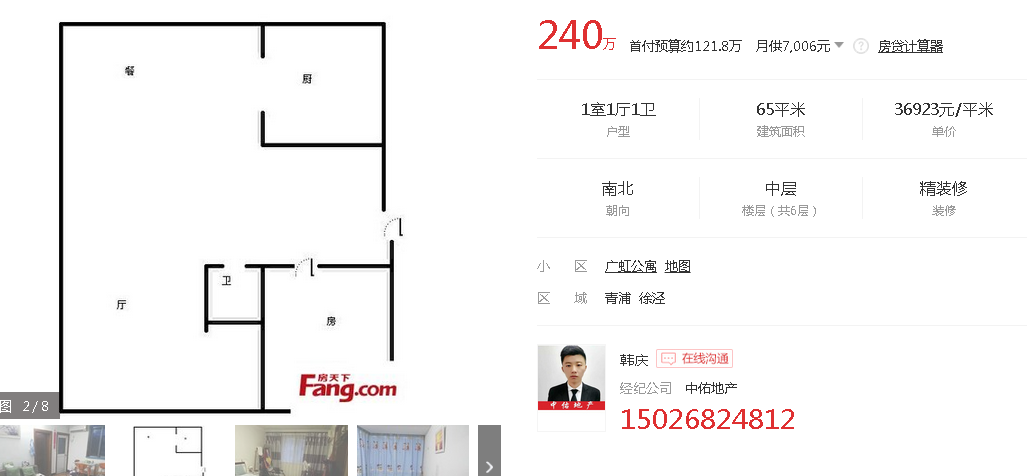 餐
厨
卫
厅
房
房天下
Fang.com
图 2/8
240万 首付预算约121.8万 月供7,006元 ? 房贷计算器
1室1厅1卫 65平米 36923元/平米
户型 建筑面积 单价
南北 中层 精装修
朝向 楼层（共6层） 装修
小 区 广虹公寓 地图
区 域 青浦 徐泾
韩庆 在线沟通
经纪公司 中佑地产
中佑地产
15026824812